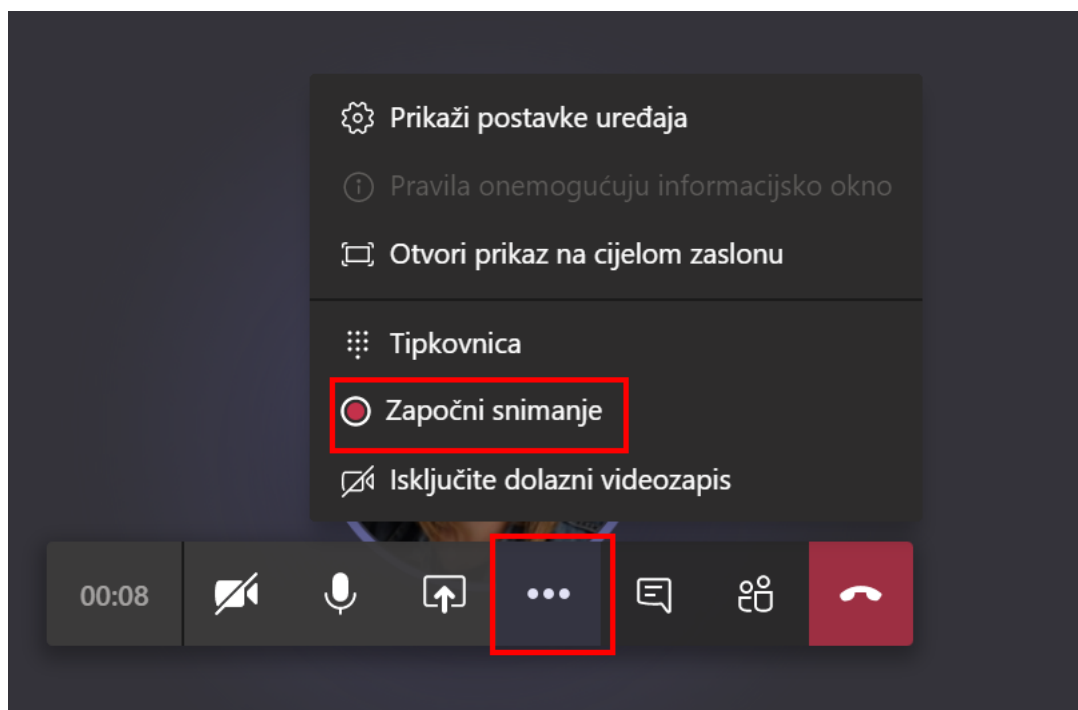 Prikaži postavke uređaja
Pravila onemogućuju informacijsko okno
Otvori prikaz na cijelom zaslonu
Tipkovnica
Započni snimanje
Isključite dolazni videozapis
00:08